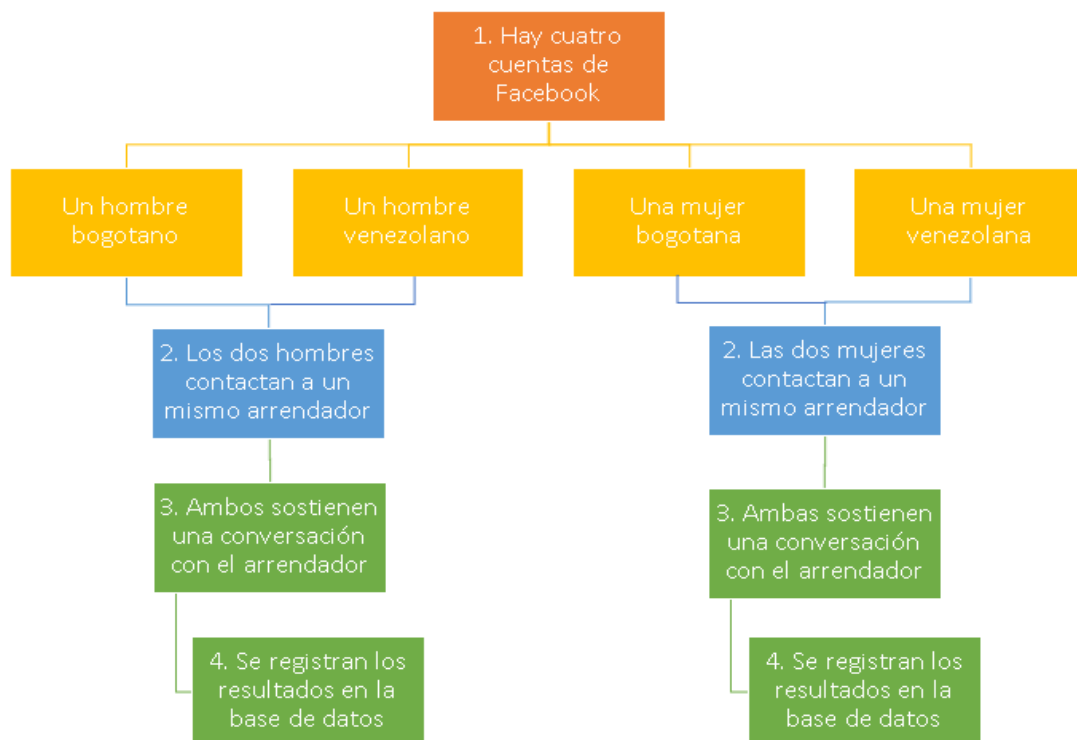 1. Hay cuatro
cuentas de
Facebook
Un hombre
bogotano
Un hombre
venezolano
Una mujer
bogotana
Una mujer
venezolana
2. Los dos hombres
contactan a un
mismo arrendador
2. Las dos mujeres
contactan a un
mismo arrendador
3. Ambos sostienen
una conversación
con el arrendador
3. Ambas sostienen
una conversación
con el arrendador
4. Se registran los
resultados en la
base de datos
4. Se registran los
resultados en la
base de datos